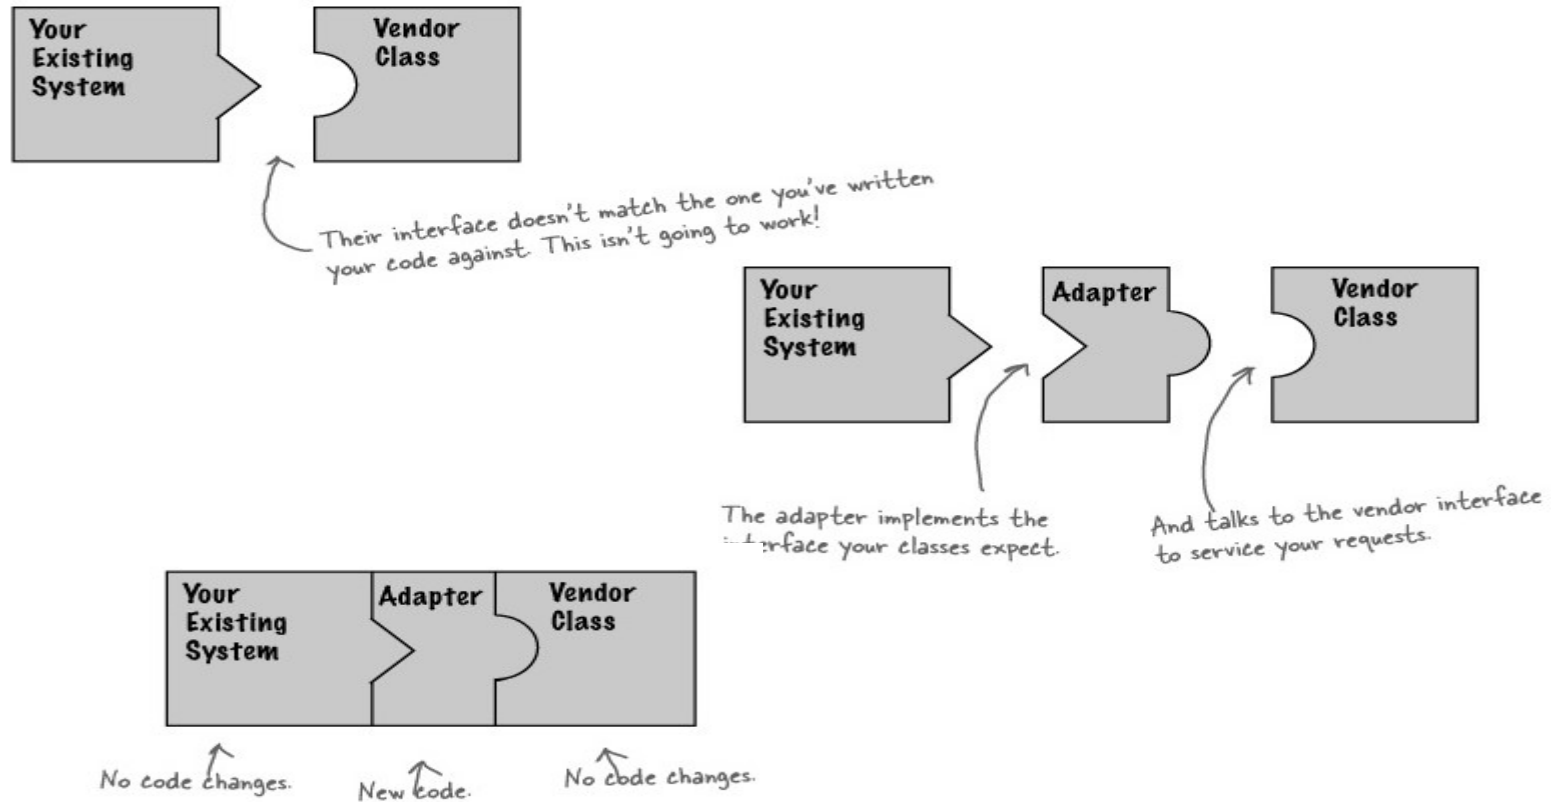 Your
Existing
System
Vendor
Class
Their interface doesn't match the one you've written
your code against. This isn't going to work!
Your
Existing
System
Adapter
Vendor
Class
The adapter implements the
interface your classes expect.
And talks to the vendor interface
to service your requests.
Your
Existing
System
Adapter
Vendor
Class
No code changes.
New code.
No code changes.